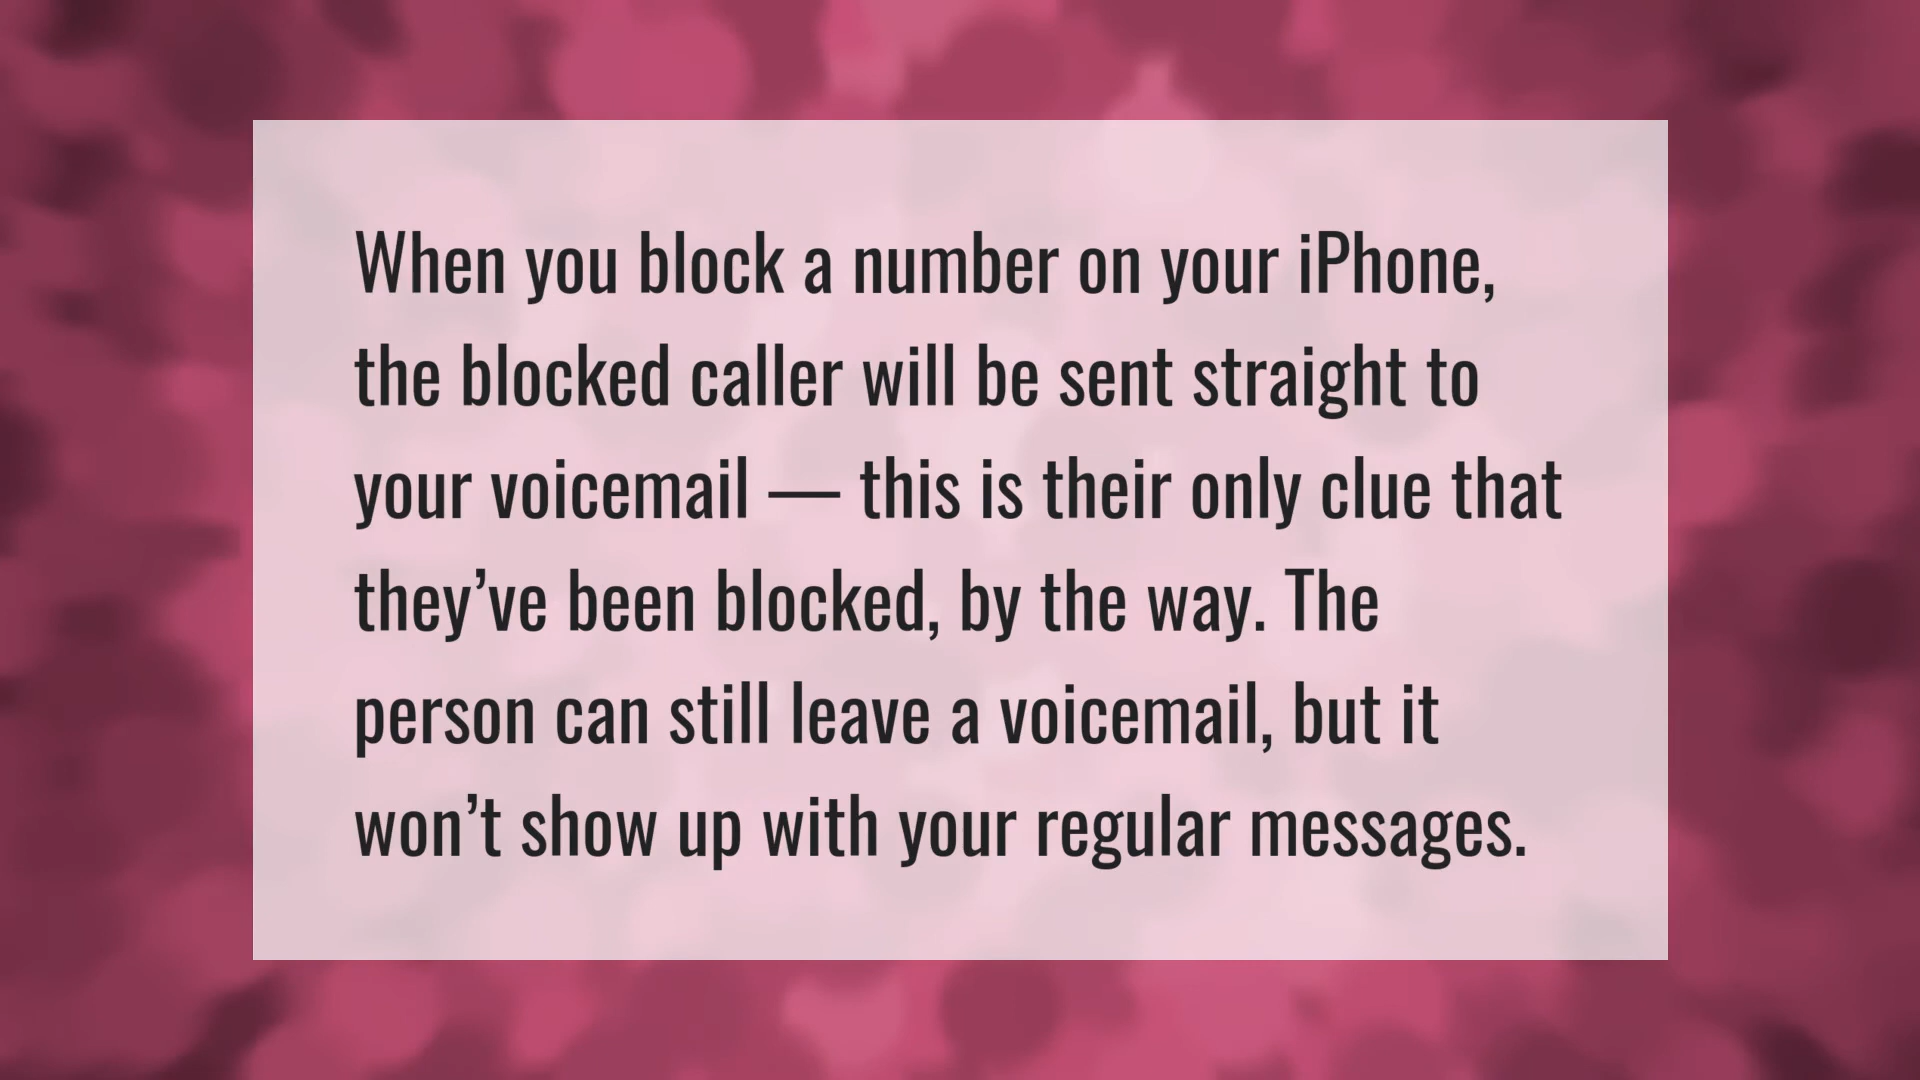 When you block a number on your iPhone,
the blocked caller will be sent straight to
your voicemail — this is their only clue that
they’ve been blocked, by the way. The
person can still leave a voicemail, but it
won’t show up with your regular messages.